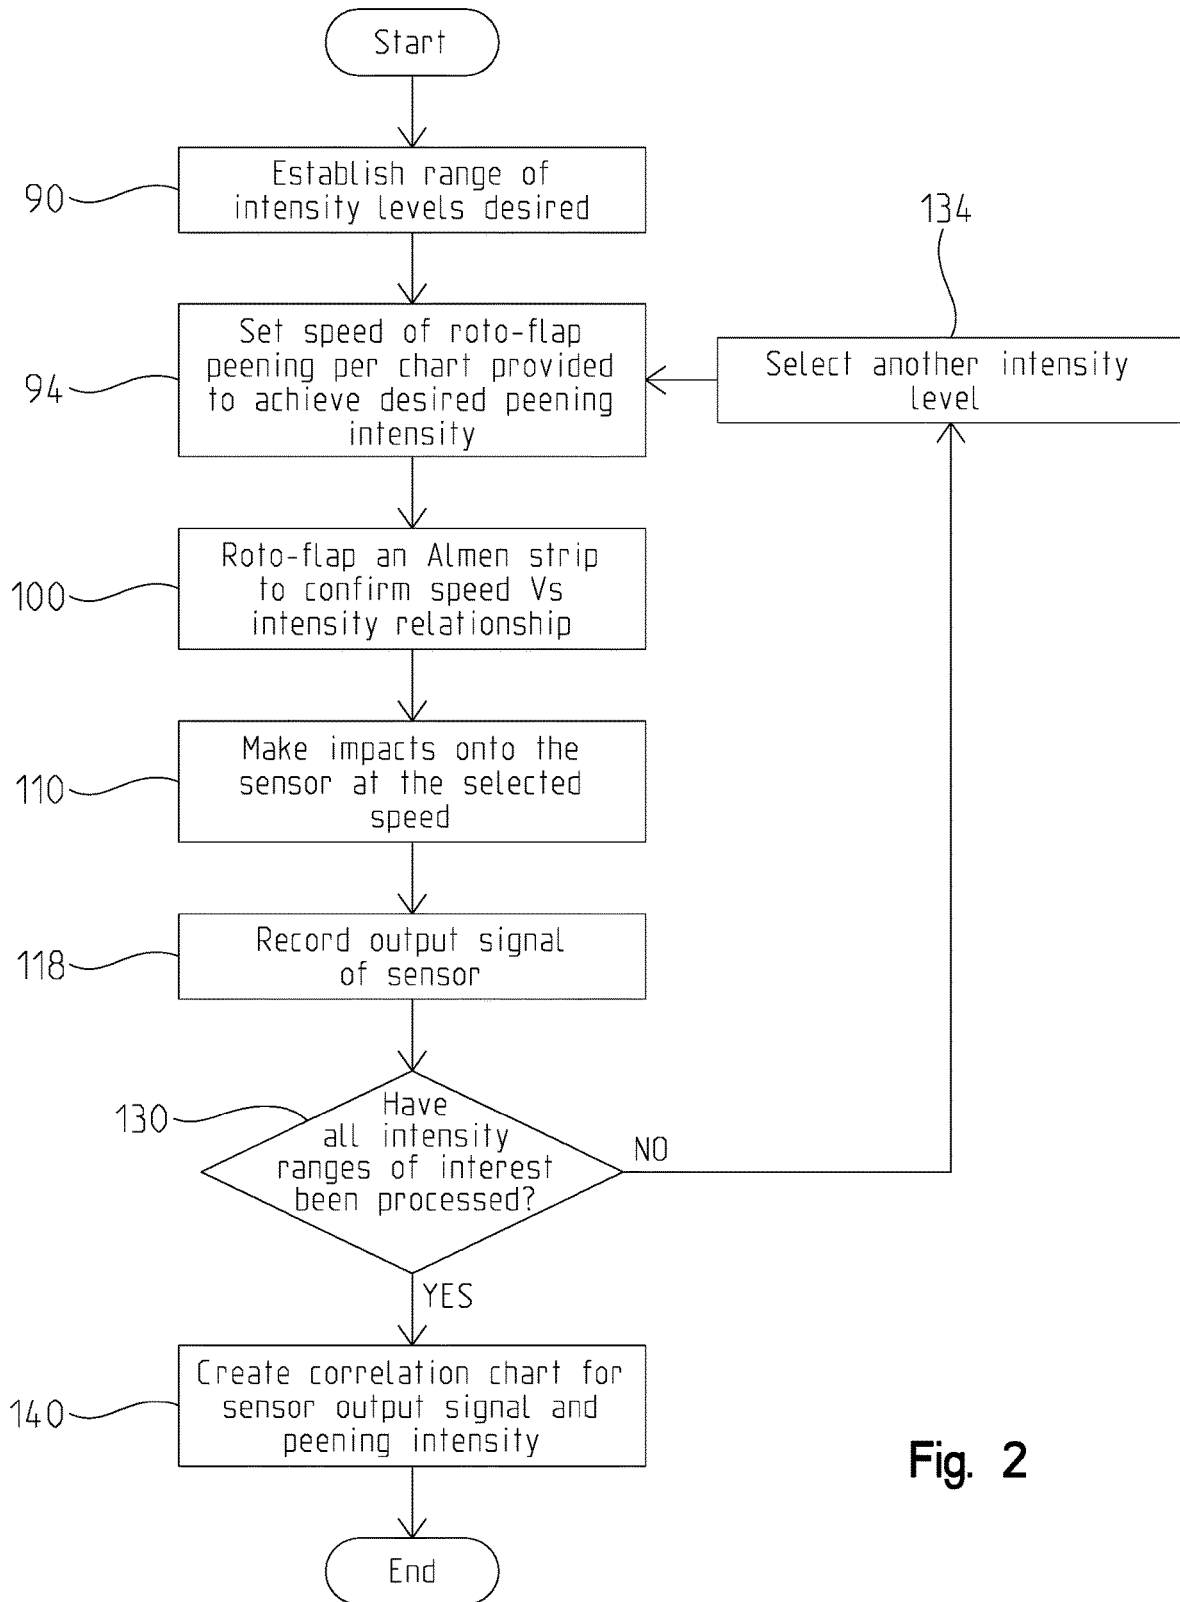 Start
90
Establish range of
intensity levels desired
134
94
Set speed of roto-flap
peening per chart provided
to achieve desired peening
intensity
Select another intensity
level
100
Roto-flap an Almen strip
to confirm speed Vs
intensity relationship
110
Make impacts onto the
sensor at the selected
speed
118
Record output signal
of sensor
130
Have
all intensity
ranges of interest
been processed?
NO
YES
140
Create correlation chart for
sensor output signal and
peening intensity
Fig. 2
End